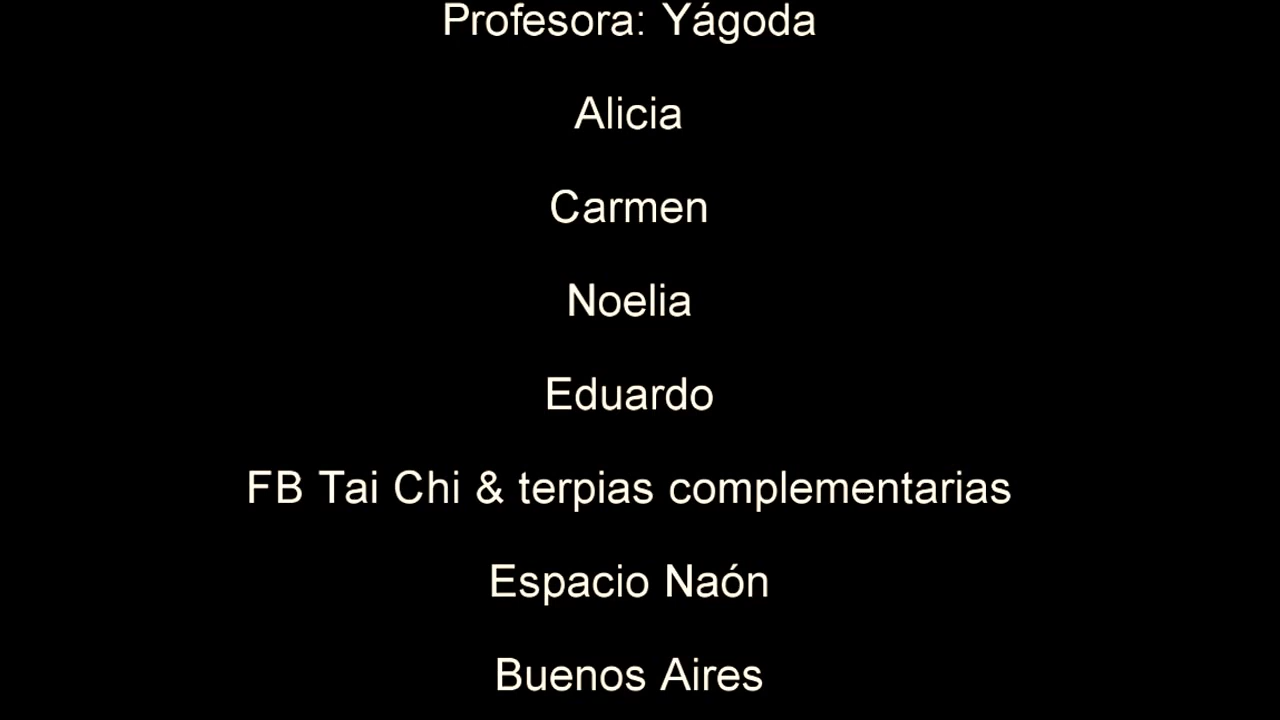 Profesora: Yágoda
Alicia
Carmen
Noelia
Eduardo
FB Tai Chi & terpias complementarias
Espacio Naón
Buenos Aires